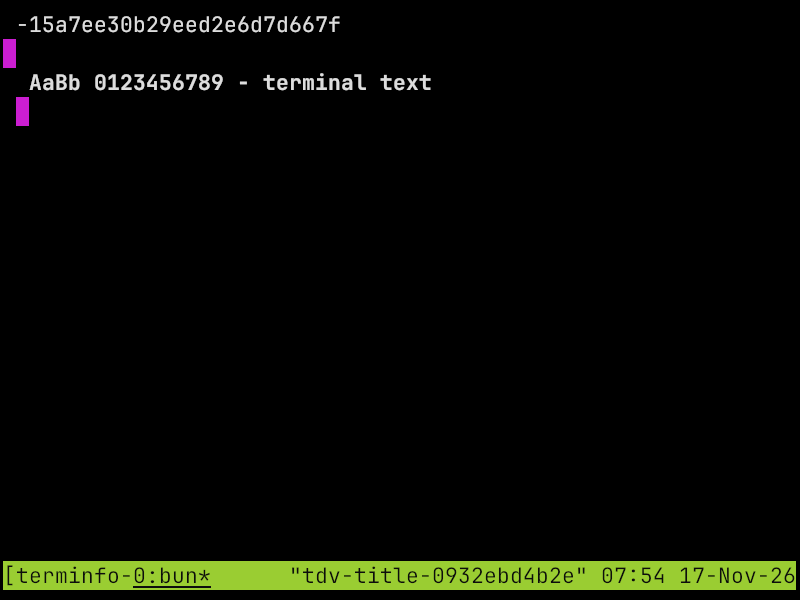 -15a7ee30b29eed2e6d7d667f
AaBb 0123456789 - terminal text
[terminfo-0:bun* "tdv-title-0932ebd4b2e" 07:54 17-Nov-26